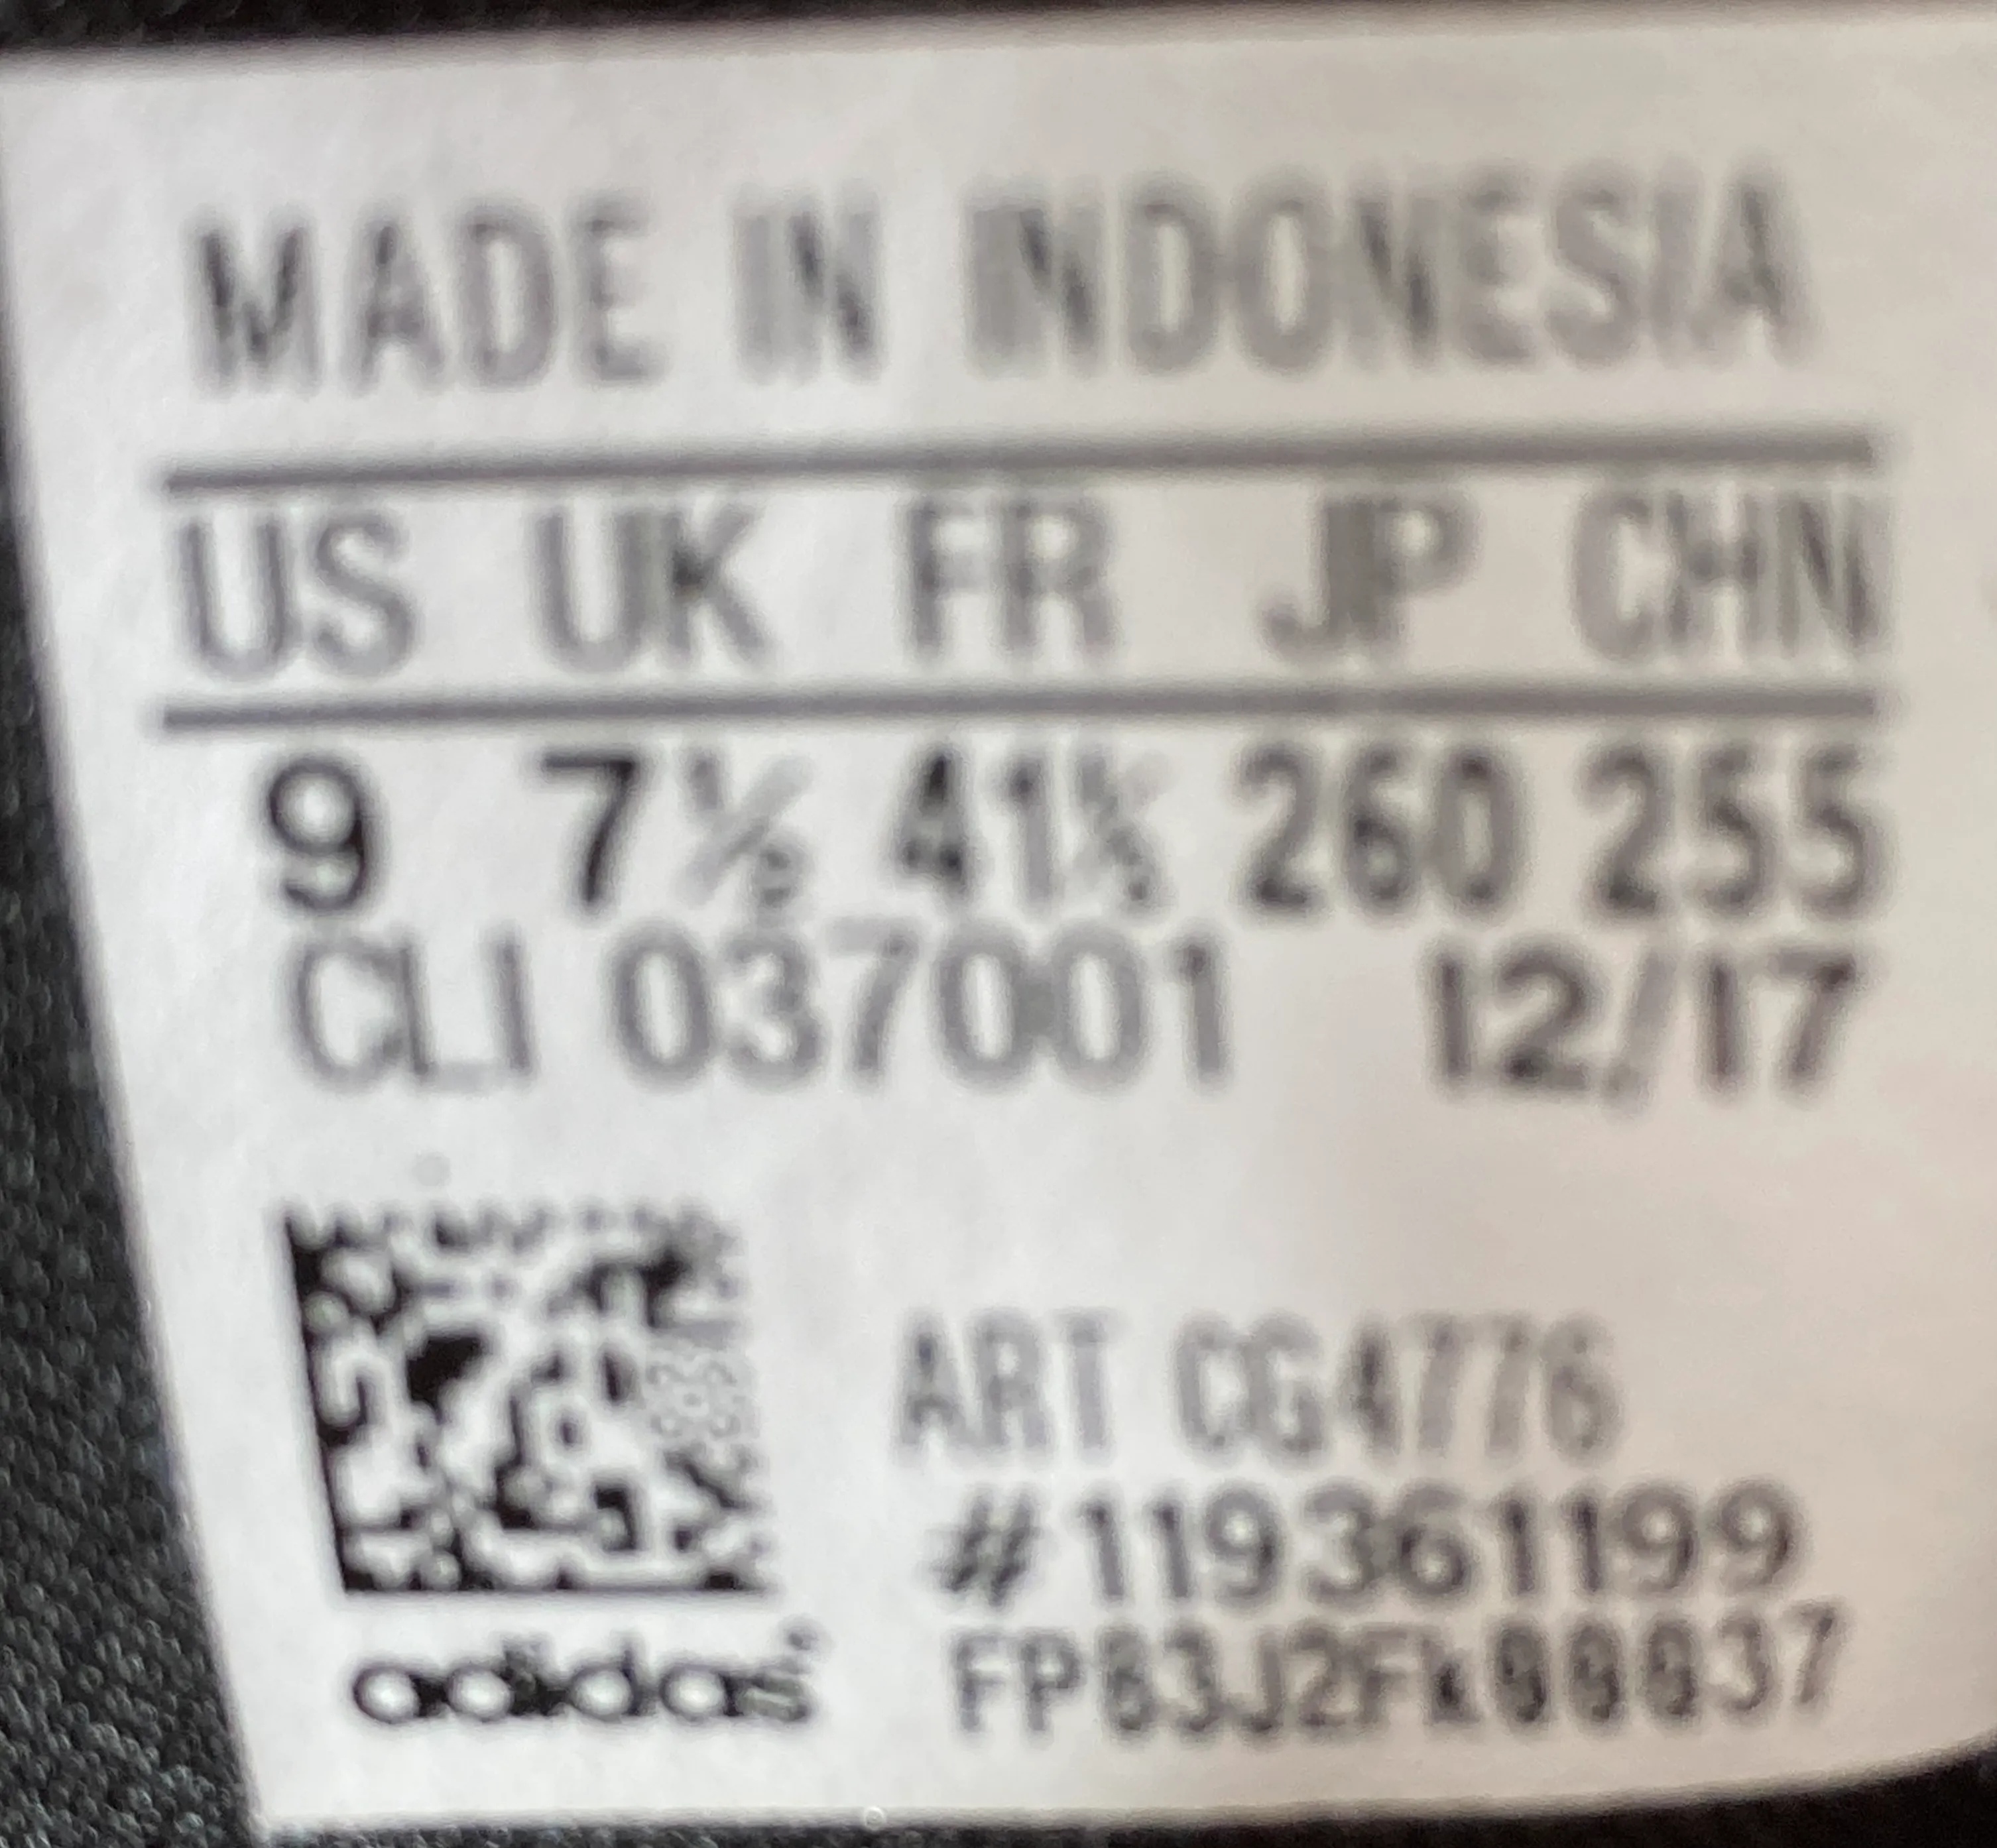 MADE IN INDONESIA
US UK FR JP CHN
9 7½ 41⅓ 260 255
CLI 037001 12/17
ART CG4776
#119361199
adidas